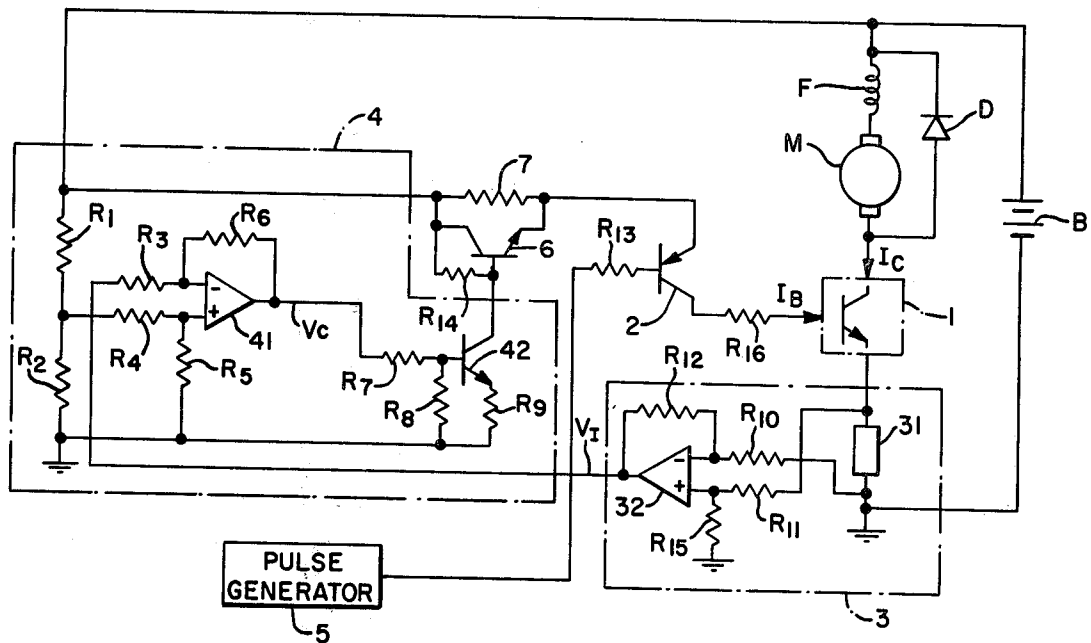 4
F
D
M
7
R1
R6
R3
R13
B
6
IC
R14
IB
1
2
41
VC
R4
R16
R2
R5
42
R12
R7
R8
R9
R10
31
VI
32
R11
R15
PULSE
GENERATOR
5
3